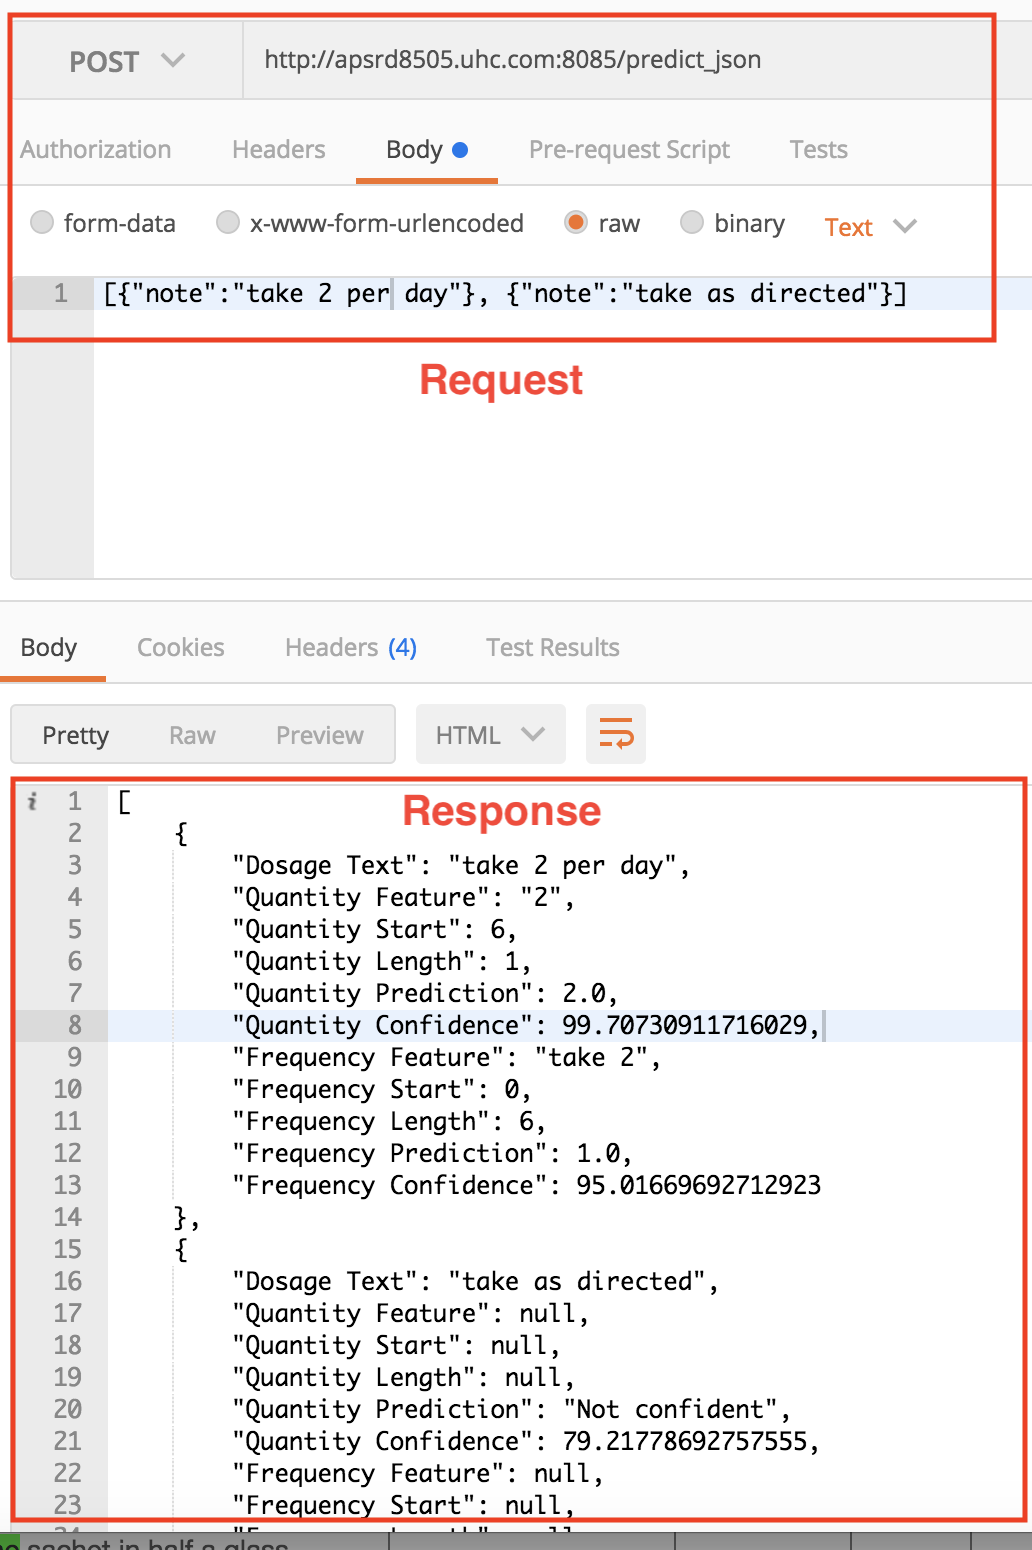 POST http://apsrd8505.uhc.com:8085/predict_json
Authorization Headers Body Pre-request Script Tests
form-data x-www-form-urlencoded raw binary Text
1 [{"note":"take 2 per day"}, {"note":"take as directed"}]
Request
Body Cookies Headers (4) Test Results
Pretty Raw Preview HTML
Response
i 1 [
2 {
3 "Dosage Text": "take 2 per day",
4 "Quantity Feature": "2",
5 "Quantity Start": 6,
6 "Quantity Length": 1,
7 "Quantity Prediction": 2.0,
8 "Quantity Confidence": 99.70730911716029,
9 "Frequency Feature": "take 2",
10 "Frequency Start": 0,
11 "Frequency Length": 6,
12 "Frequency Prediction": 1.0,
13 "Frequency Confidence": 95.01669692712923
14 },
15 {
16 "Dosage Text": "take as directed",
17 "Quantity Feature": null,
18 "Quantity Start": null,
19 "Quantity Length": null,
20 "Quantity Prediction": "Not confident",
21 "Quantity Confidence": 79.21778692757555,
22 "Frequency Feature": null,
23 "Frequency Start": null,
sachet in half a glass